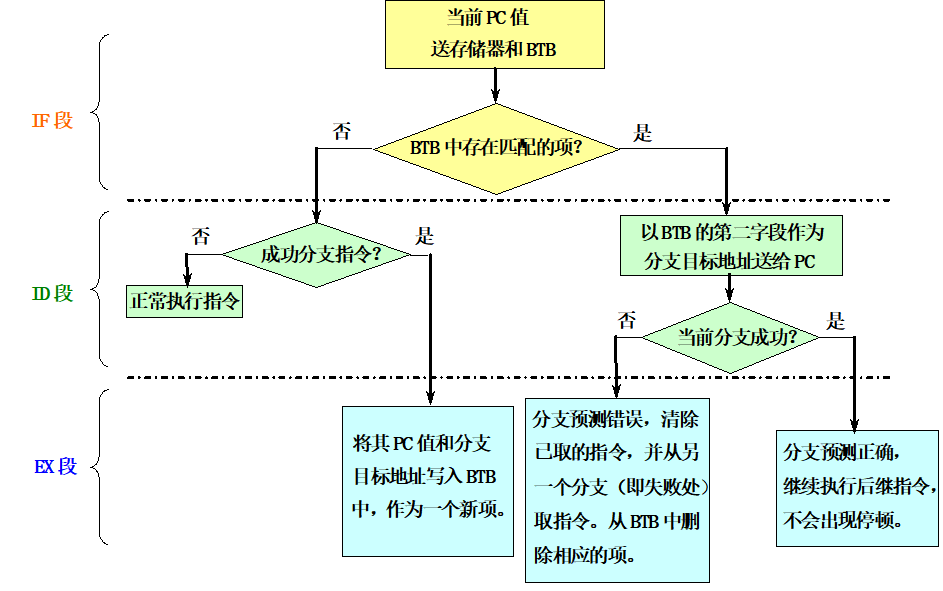 当前 PC 值
送存储器和 BTB
IF 段
否
BTB 中存在匹配的项？
是
否
成功分支指令？
是
以 BTB 的第二字段作为
分支目标地址送给 PC
ID 段
正常执行指令
否
当前分支成功？
是
EX 段
将其 PC 值和分支
目标地址写入 BTB
中，作为一个新项。
分支预测错误，清除
已取的指令，并从另
一个分支（即失败处）
取指令。从 BTB 中删
除相应的项。
分支预测正确，
继续执行后继指令，
不会出现停顿。